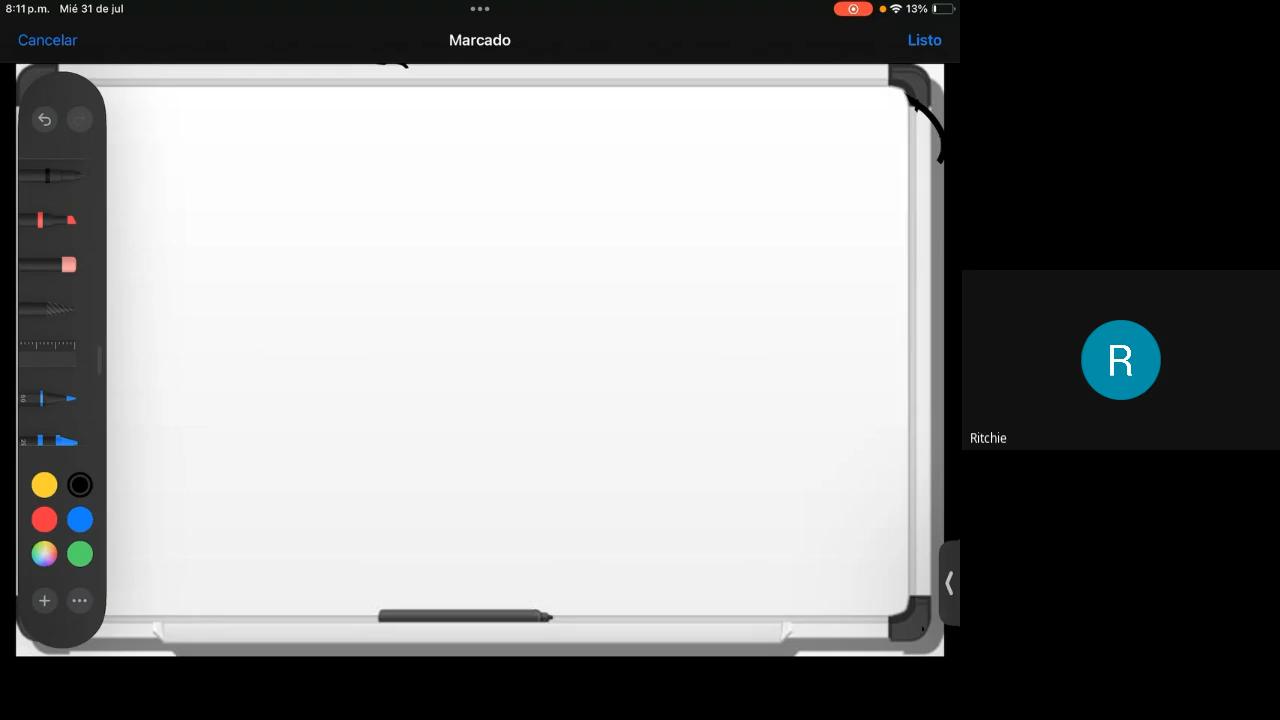 8:11 p.m. Mié 31 de jul
13%
Cancelar
Marcado
Listo
R
Ritchie